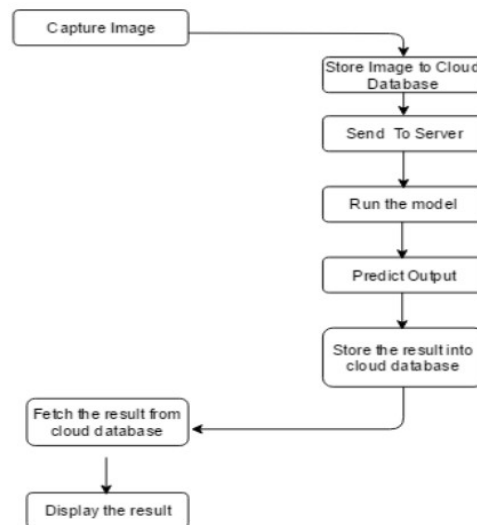 Capture Image
Store Image to Cloud
Database
Send To Server
Run the model
Predict Output
Store the result into
cloud database
Fetch the result from
cloud database
Display the result